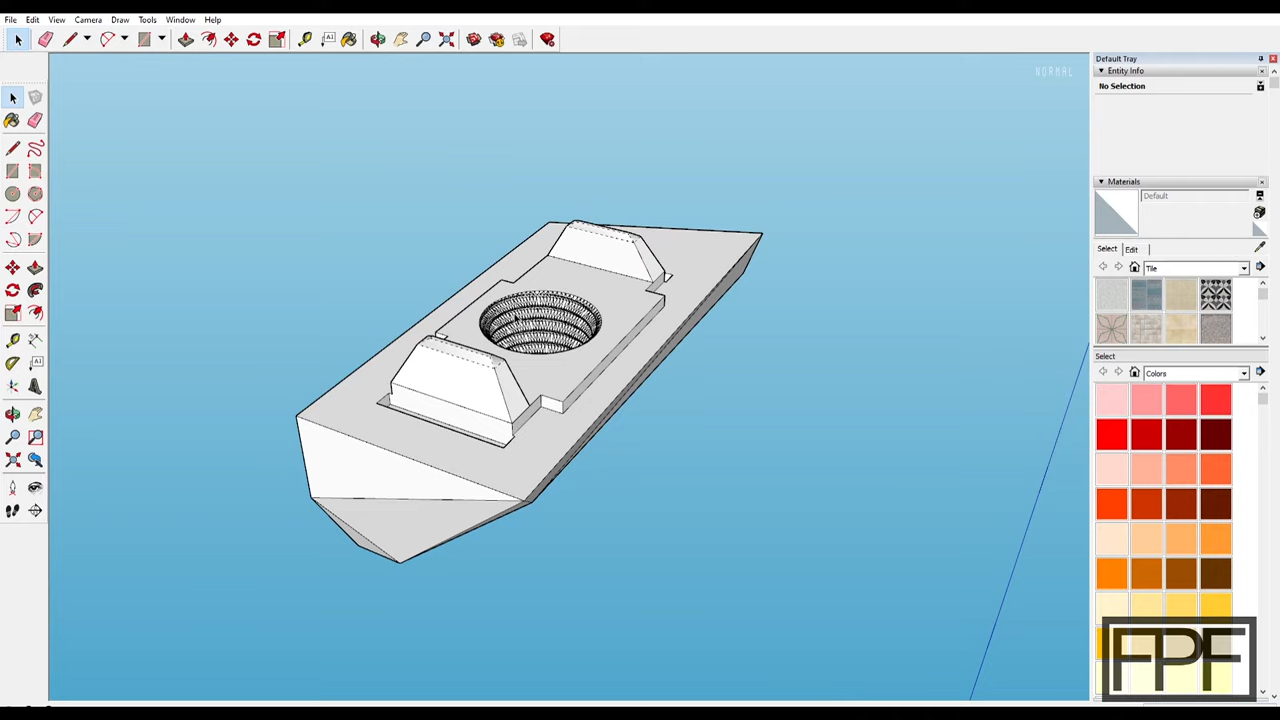 File Edit View Camera Draw Tools Window Help
NORMAL
Default Tray
Entity Info
No Selection
Materials
Default
Select Edit
Tile
Select
Colors
FPF